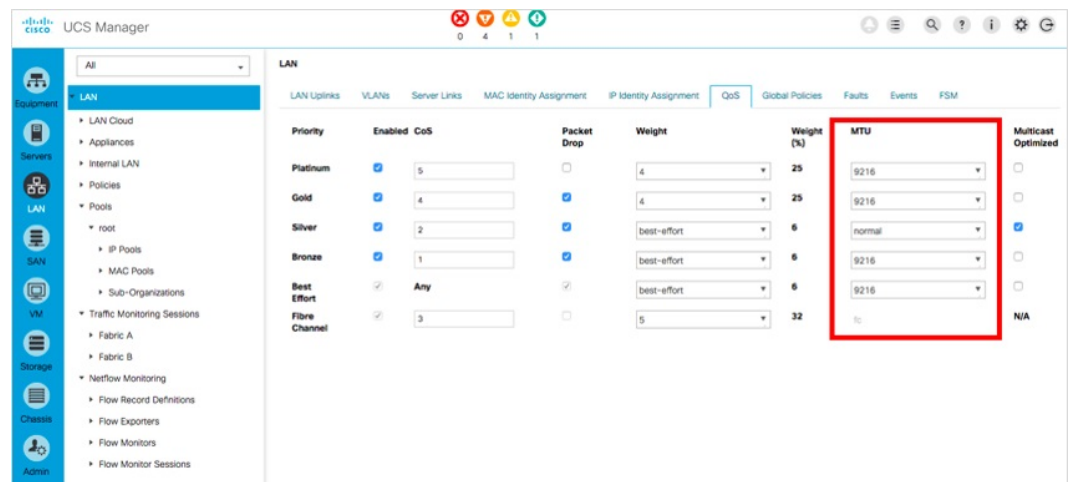 CISCO UCS Manager
0 4 1 1
All
LAN
Equipment
Servers
LAN
SAN
VM
Storage
Chassis
Admin
LAN
LAN Cloud
Appliances
Internal LAN
Policies
Pools
root
IP Pools
MAC Pools
Sub-Organizations
Traffic Monitoring Sessions
Fabric A
Fabric B
Netflow Monitoring
Flow Record Definitions
Flow Exporters
Flow Monitors
Flow Monitor Sessions
LAN Uplinks VLANs Server Links MAC Identity Assignment IP Identity Assignment QoS Global Policies Faults Events FSM
Priority Enabled CoS Packet Drop Weight Weight (%) MTU Multicast Optimized
Platinum 5 4 25 9216
Gold 4 4 25 9216
Silver 2 best-effort 6 normal
Bronze 1 best-effort 6 9216
Best Effort Any best-effort 6 9216
Fibre Channel 3 5 32 fc N/A